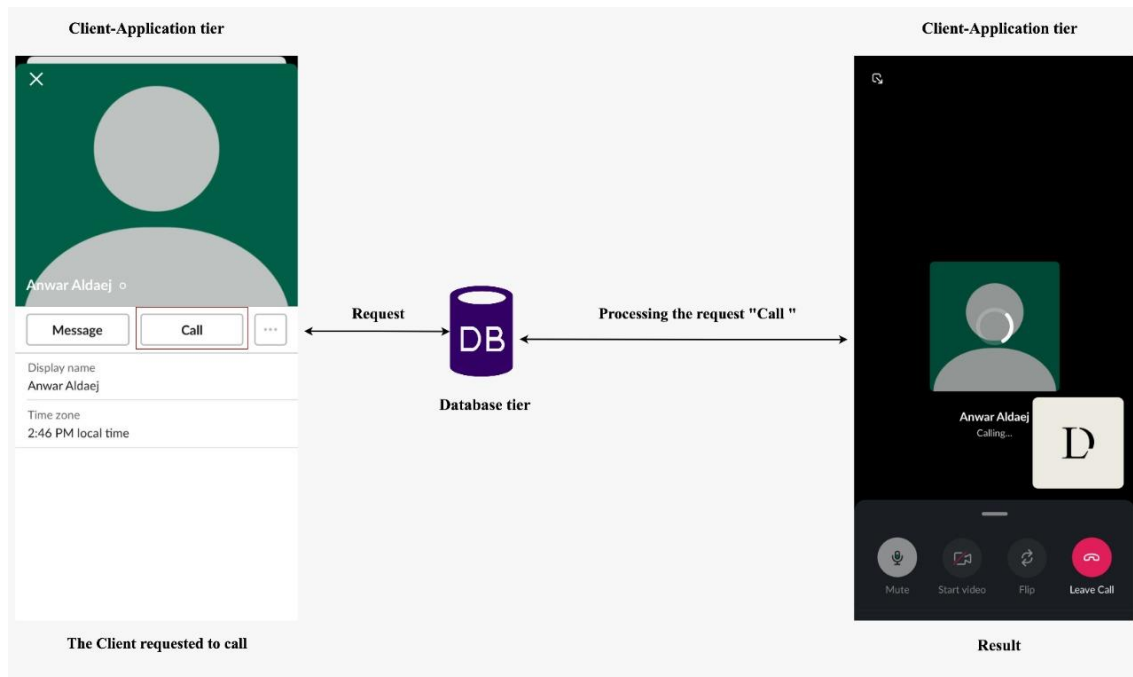 Client-Application tier
Client-Application tier
Anwar Aldaej
Message
Call
Display name
Anwar Aldaej
Time zone
2:46 PM local time
The Client requested to call
Request
DB
Database tier
Processing the request "Call "
Anwar Aldaej
Calling...
D
Mute
Start video
Flip
Leave Call
Result